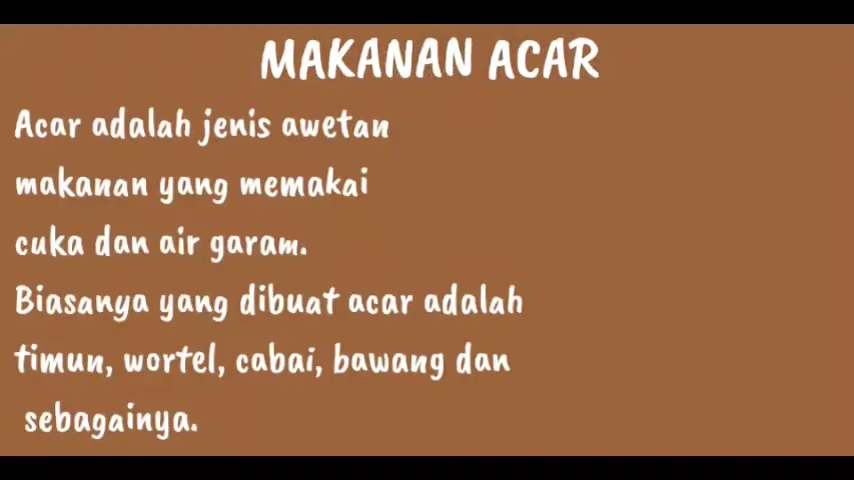 MAKANAN ACAR
Acar adalah jenis awetan
makanan yang memakai
cuka dan air garam.
Biasanya yang dibuat acar adalah
timun, wortel, cabai, bawang dan
sebagainya.